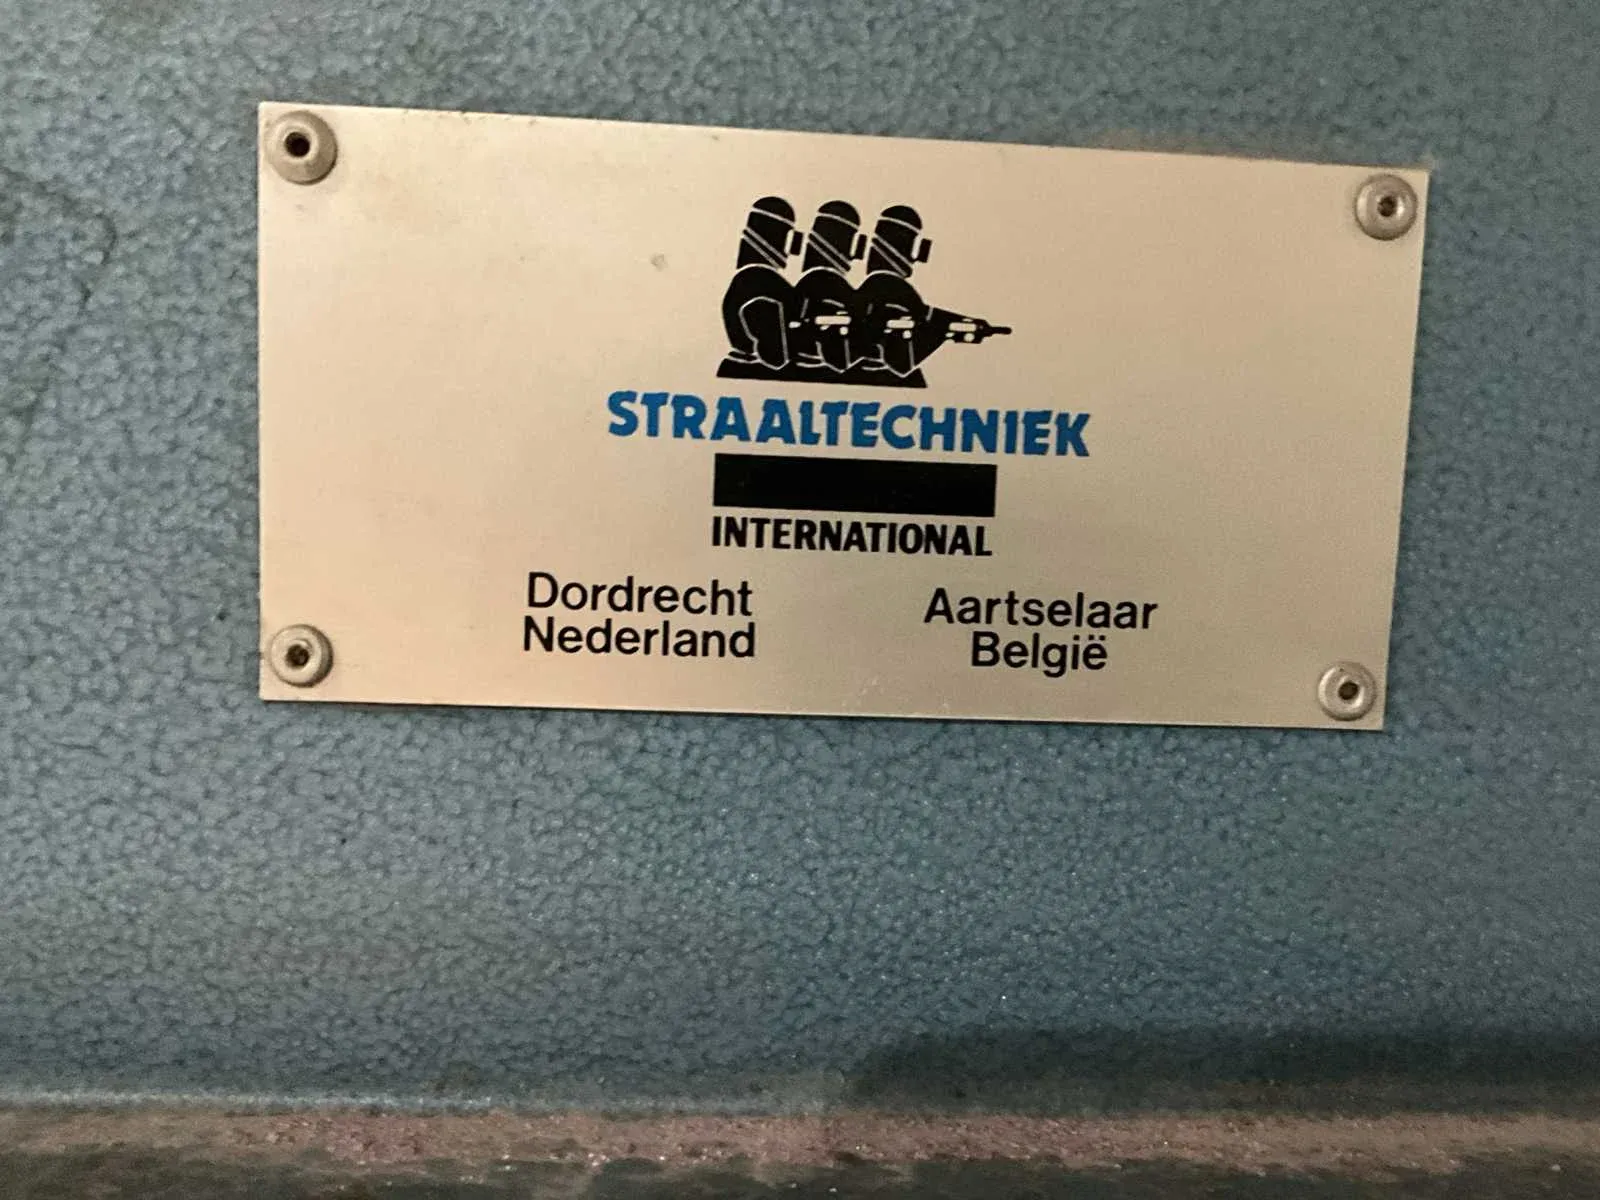 STRAALTECHNIEK
INTERNATIONAL
Dordrecht
Nederland
Aartselaar
België